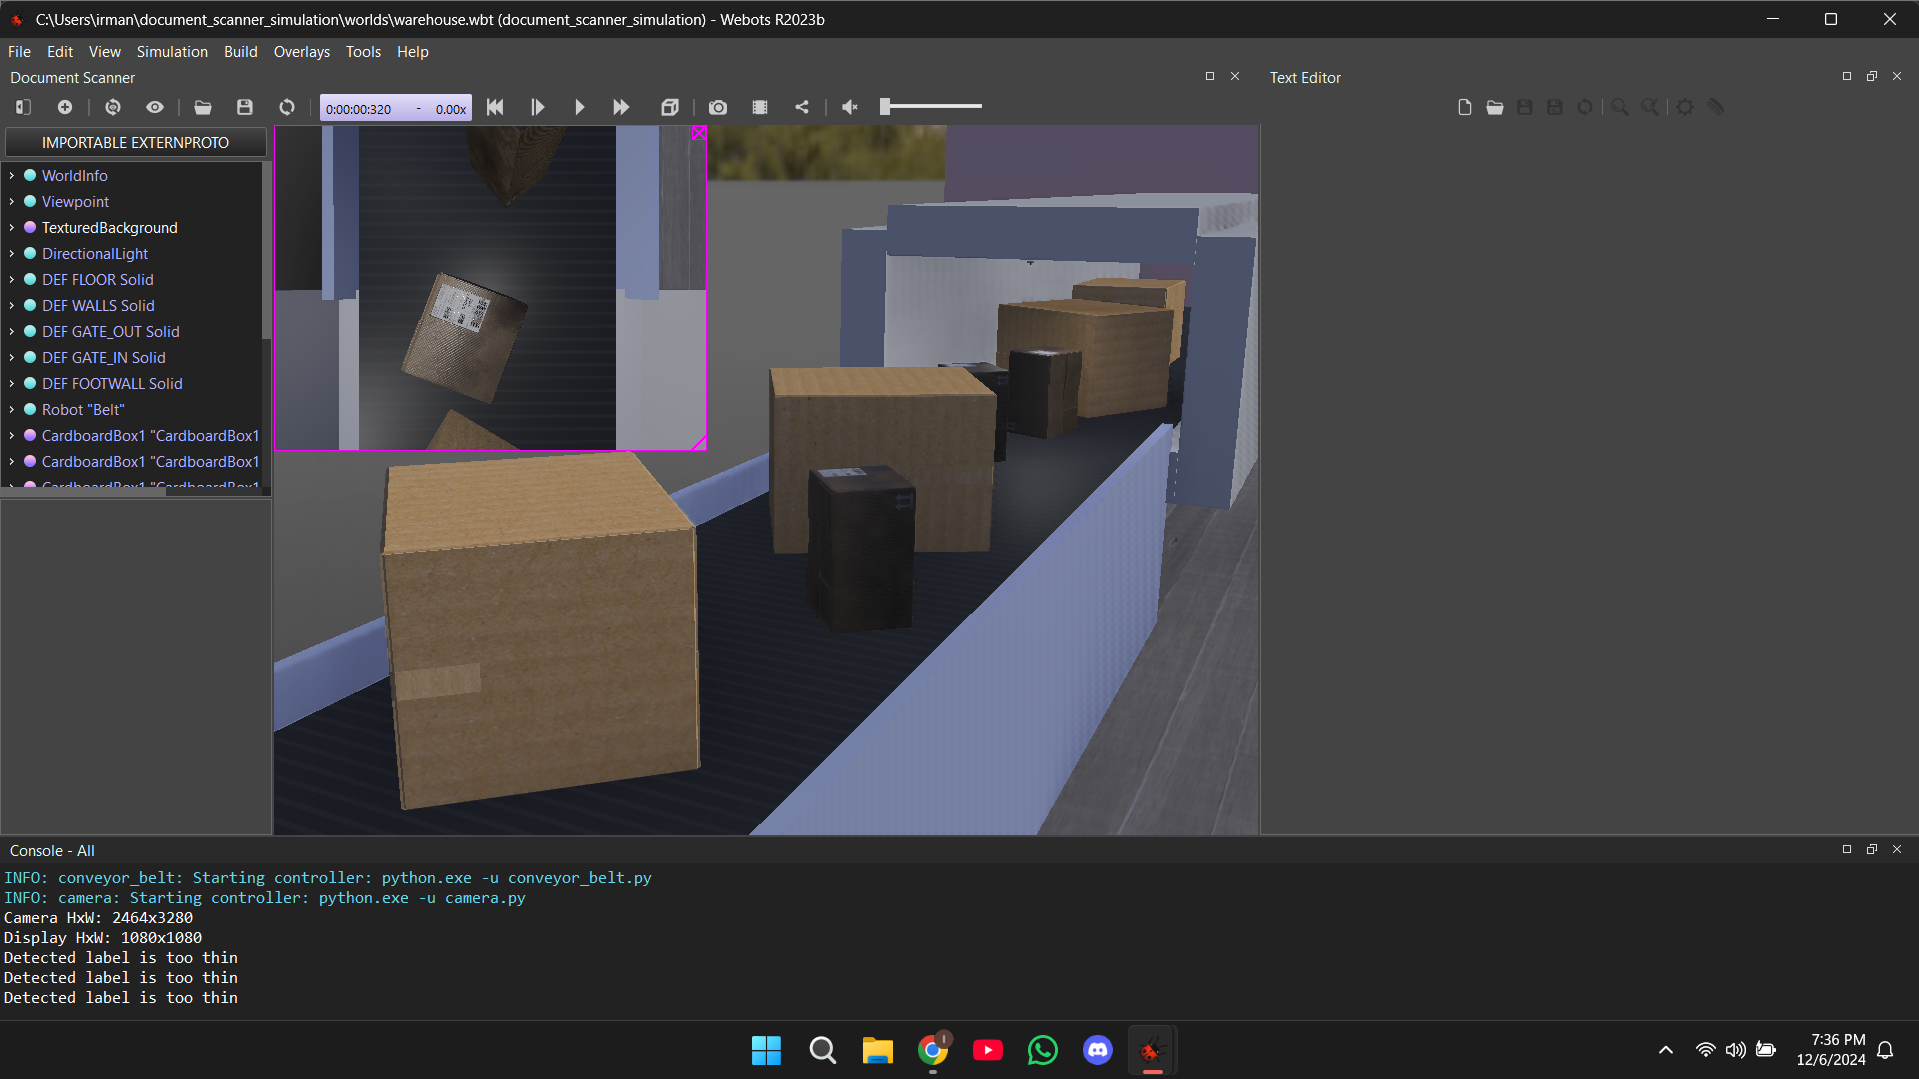 C:\Users\irman\document_scanner_simulation\worlds\warehouse.wbt (document_scanner_simulation) - Webots R2023b
File Edit View Simulation Build Overlays Tools Help
Document Scanner
Text Editor
0:00:00:320 - 0.00x
IMPORTABLE EXTERNPROTO
WorldInfo
Viewpoint
TexturedBackground
DirectionalLight
DEF FLOOR Solid
DEF WALLS Solid
DEF GATE_OUT Solid
DEF GATE_IN Solid
DEF FOOTWALL Solid
Robot "Belt"
CardboardBox1 "CardboardBox1
CardboardBox1 "CardboardBox1
CardboardBox1 "CardboardBox1
Console - All
INFO: conveyor_belt: Starting controller: python.exe -u conveyor_belt.py
INFO: camera: Starting controller: python.exe -u camera.py
Camera HxW: 2464x3280
Display HxW: 1080x1080
Detected label is too thin
Detected label is too thin
Detected label is too thin
7:36 PM
12/6/2024